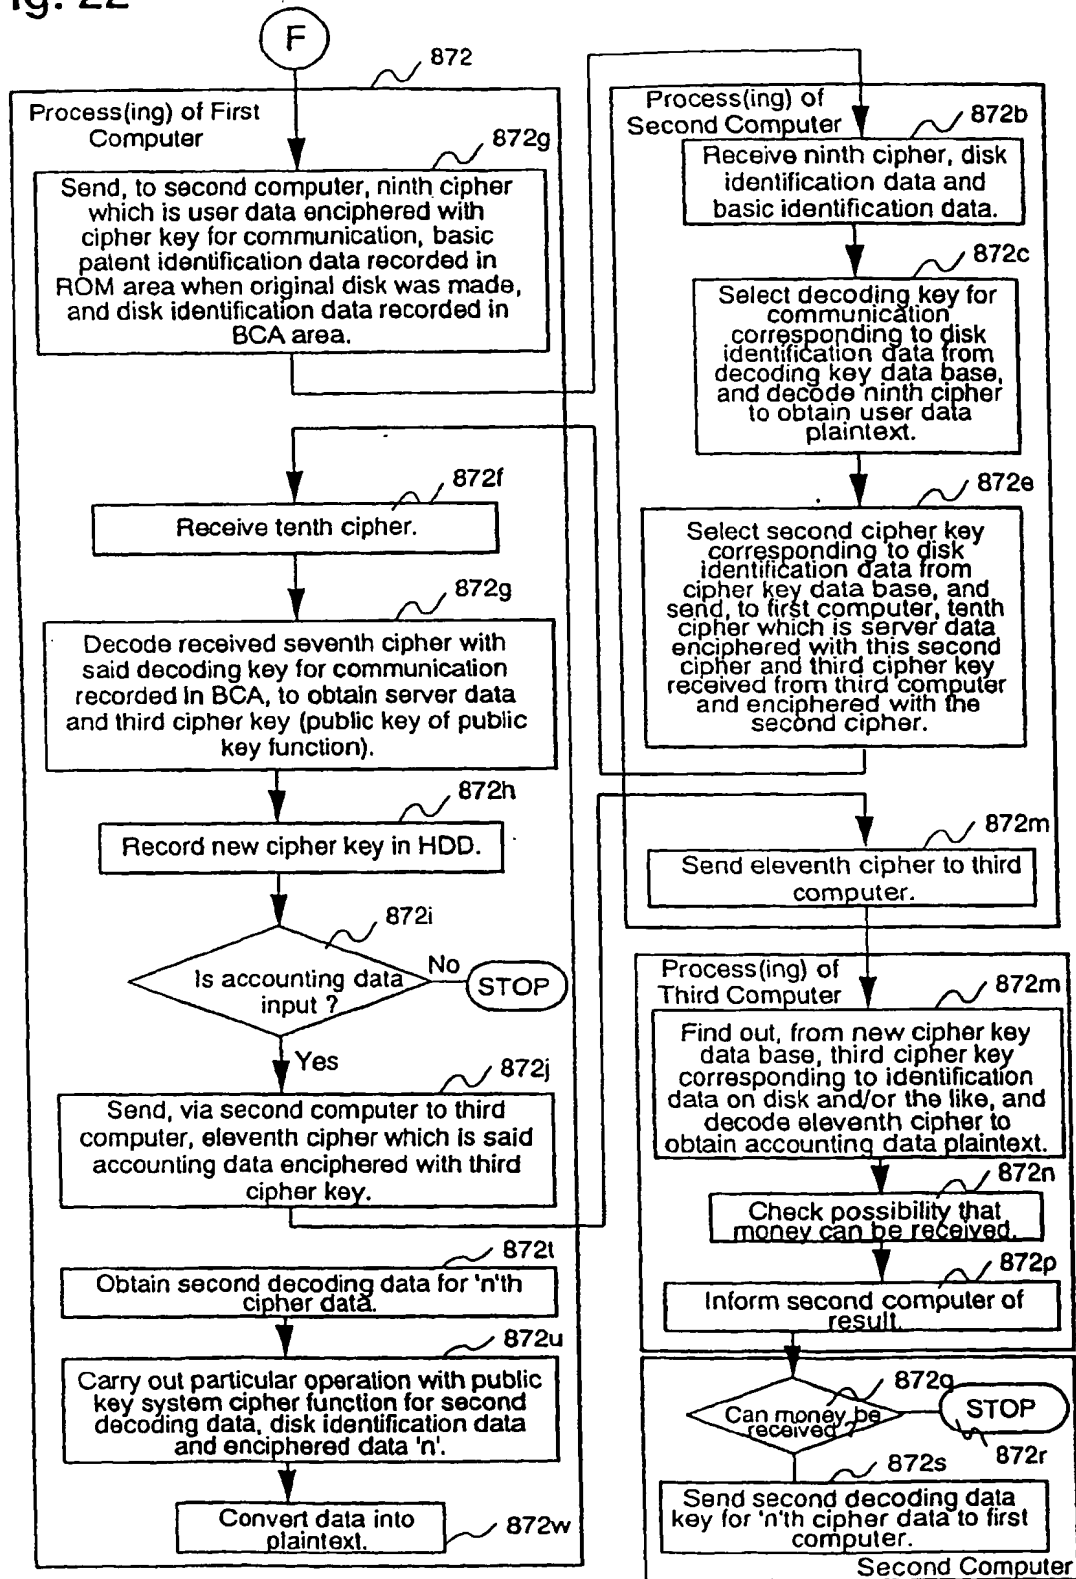 Fig. 22
F
872
Process(ing) of First
Computer
872g
Send, to second computer, ninth cipher
which is user data enciphered with
cipher key for communication, basic
patent identification data recorded in
ROM area when original disk was made,
and disk identification data recorded in
BCA area.
872f
Receive tenth cipher.
872g
Decode received seventh cipher with
said decoding key for communication
recorded in BCA, to obtain server data
and third cipher key (public key of public
key function).
872h
Record new cipher key in HDD.
872i
Is accounting data
input ?
No
STOP
Yes
872j
Send, via second computer to third
computer, eleventh cipher which is said
accounting data enciphered with third
cipher key.
872t
Obtain second decoding data for 'n'th
cipher data.
872u
Carry out particular operation with public
key system cipher function for second
decoding data, disk identification data
and enciphered data 'n'.
Convert data into
plaintext.
872w
Process(ing) of
Second Computer
872b
Receive ninth cipher, disk
identification data and
basic identification data.
872c
Select decoding key for
communication
corresponding to disk
identification data from
decoding key data base,
and decode ninth cipher
to obtain user data
plaintext.
872e
Select second cipher key
corresponding to disk
identification data from
cipher key data base, and
send, to first computer, tenth
cipher which is server data
enciphered with this second
cipher and third cipher key
received from third computer
and enciphered with the
second cipher.
872m
Send eleventh cipher to third
computer.
Process(ing) of
Third Computer
872m
Find out, from new cipher key
data base, third cipher key
corresponding to identification
data on disk and/or the like, and
decode eleventh cipher to
obtain accounting data plaintext.
872n
Check possibility that
money can be received.
872p
Inform second computer of
result.
872q
Can money be
received ?
STOP
872r
872s
Send second decoding data
key for 'n'th cipher data to first
computer.
Second Computer